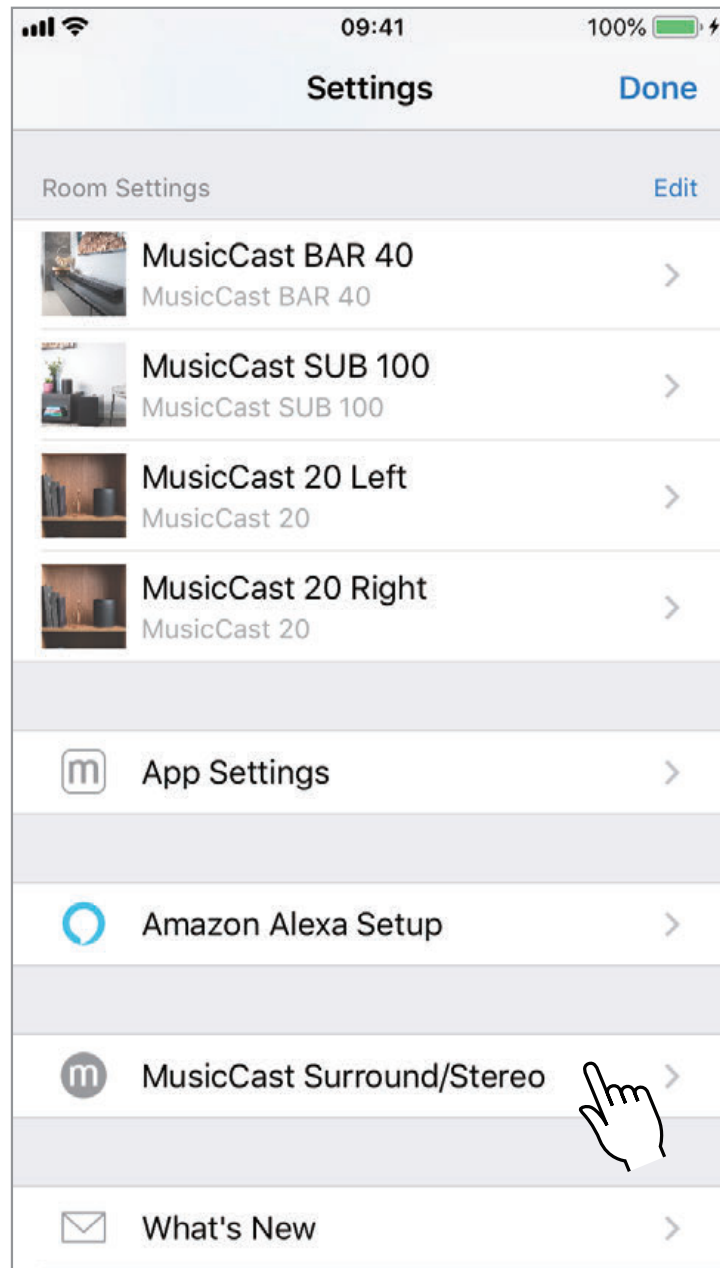 09:41 100%
Settings Done
Room Settings Edit
MusicCast BAR 40
MusicCast BAR 40
MusicCast SUB 100
MusicCast SUB 100
MusicCast 20 Left
MusicCast 20
MusicCast 20 Right
MusicCast 20
m App Settings
Amazon Alexa Setup
m MusicCast Surround/Stereo
What's New